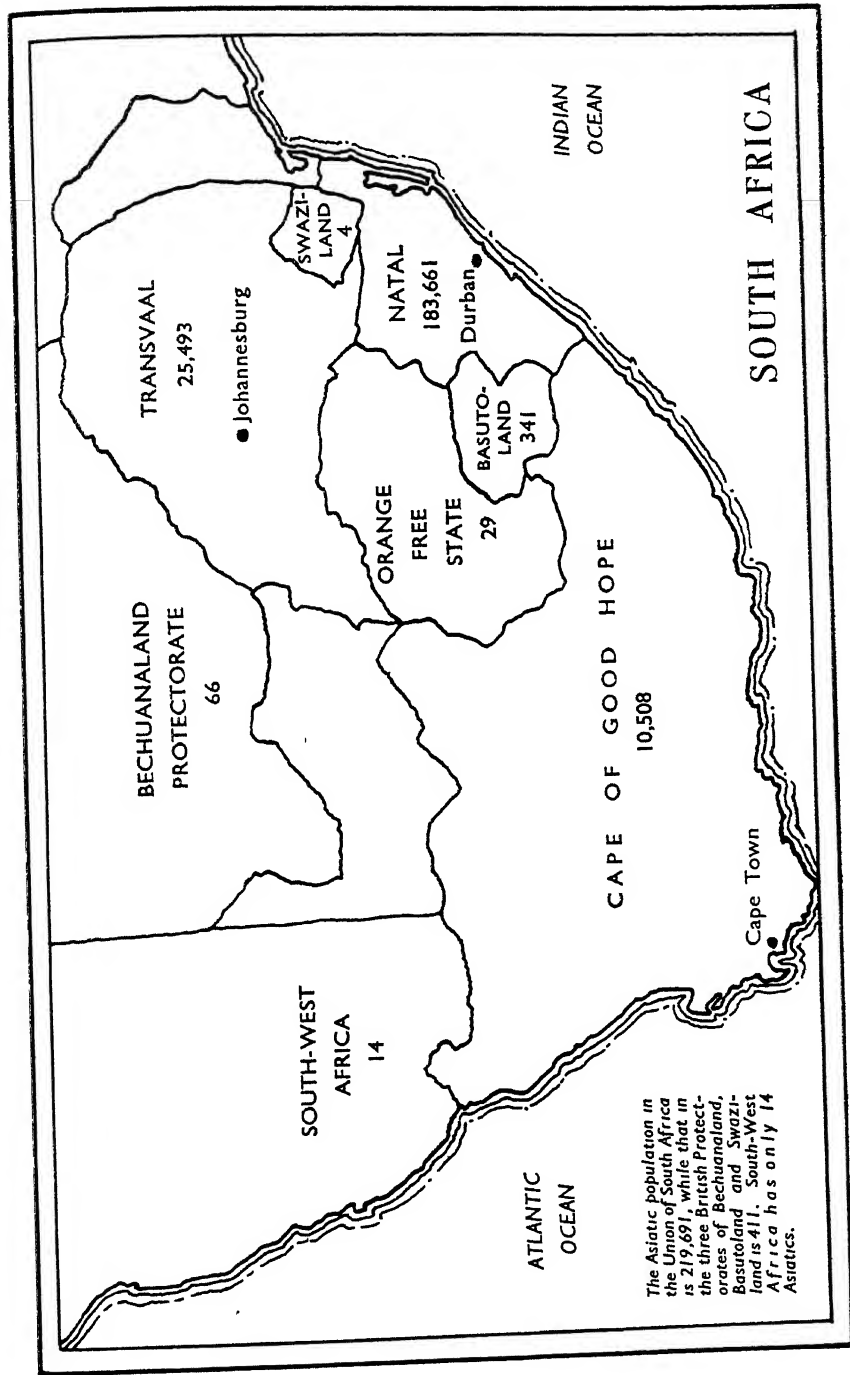 BECHUANALAND
PROTECTORATE
66
TRANSVAAL
25,493
Johannesburg
SWAZI-
LAND
4
SOUTH-WEST
AFRICA
14
ORANGE
FREE
STATE
29
NATAL
183,661
Durban
BASUTO-
LAND
341
CAPE OF GOOD HOPE
10,508
Cape Town
ATLANTIC
OCEAN
INDIAN
OCEAN
The Asiatic population in
the Union of South Africa
is 219,691, while that in
the three British Protect-
orates of Bechuanaland,
Basutoland and Swazi-
land is 411. South-West
Africa has only 14
Asiatics.
SOUTH AFRICA